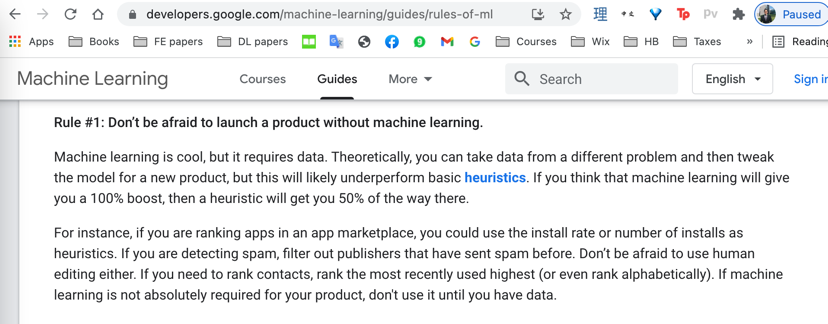 developers.google.com/machine-learning/guides/rules-of-ml
理
Tp
Pv
Paused
Apps
Books
FE papers
DL papers
Courses
Wix
HB
Taxes
»
Reading
Machine Learning
Courses
Guides
More
Search
English
Sign in
Rule #1: Don’t be afraid to launch a product without machine learning.
Machine learning is cool, but it requires data. Theoretically, you can take data from a different problem and then tweak
the model for a new product, but this will likely underperform basic heuristics. If you think that machine learning will give
you a 100% boost, then a heuristic will get you 50% of the way there.
For instance, if you are ranking apps in an app marketplace, you could use the install rate or number of installs as
heuristics. If you are detecting spam, filter out publishers that have sent spam before. Don’t be afraid to use human
editing either. If you need to rank contacts, rank the most recently used highest (or even rank alphabetically). If machine
learning is not absolutely required for your product, don't use it until you have data.